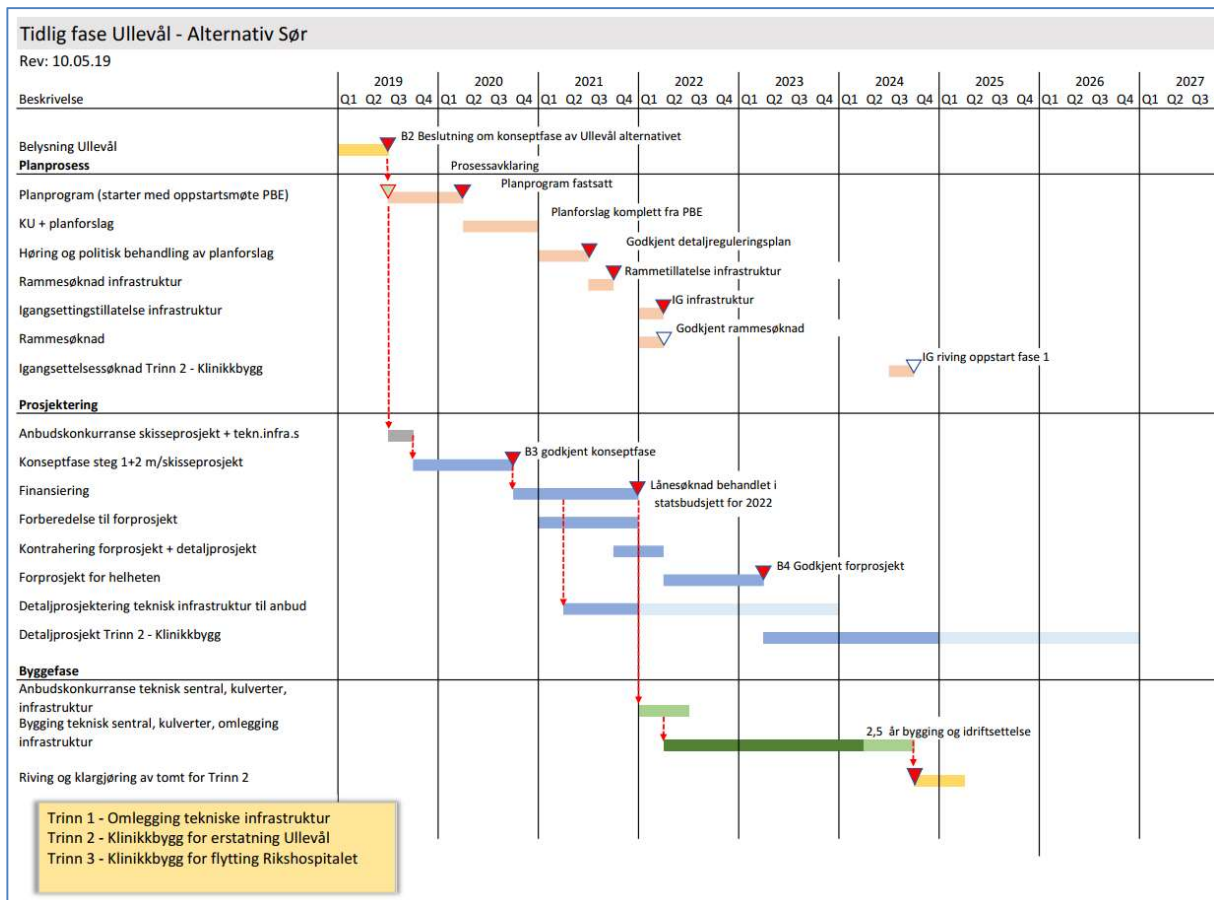 Tidlig fase Ullevål - Alternativ Sør
Rev: 10.05.19
2019 2020 2021 2022 2023 2024 2025 2026 2027
Beskrivelse Q1 Q2 Q3 Q4 Q1 Q2 Q3 Q4 Q1 Q2 Q3 Q4 Q1 Q2 Q3 Q4 Q1 Q2 Q3 Q4 Q1 Q2 Q3 Q4 Q1 Q2 Q3 Q4 Q1 Q2 Q3 Q4 Q1 Q2 Q3
B2 Beslutning om konseptfase av Ullevål alternativet
Belysning Ullevål
Planprosess
Prosessavklaring
Planprogram fastsatt
Planprogram (starter med oppstartsmøte PBE)
Planforslag komplett fra PBE
KU + planforslag
Godkjent detaljreguleringsplan
Høring og politisk behandling av planforslag
Rammetillatelse infrastruktur
Rammesøknad infrastruktur
IG infrastruktur
Igangsettingstillatelse infrastruktur
Godkjent rammesøknad
Rammesøknad
IG riving oppstart fase 1
Igangsettelsessøknad Trinn 2 - Klinikkbygg
Prosjektering
Anbudskonkurranse skisseprosjekt + tekn.infra.s
B3 godkjent konseptfase
Konseptfase steg 1+2 m/skisseprosjekt
Lånesøknad behandlet i
statsbudsjett for 2022
Finansiering
Forberedelse til forprosjekt
Kontrahering forprosjekt + detaljprosjekt
B4 Godkjent forprosjekt
Forprosjekt for helheten
Detaljprosjektering teknisk infrastruktur til anbud
Detaljprosjekt Trinn 2 - Klinikkbygg
Byggefase
Anbudskonkurranse teknisk sentral, kulverter,
infrastruktur
Bygging teknisk sentral, kulverter, omlegging
infrastruktur
2,5 år bygging og idriftsettelse
Riving og klargjøring av tomt for Trinn 2
Trinn 1 - Omlegging tekniske infrastruktur
Trinn 2 - Klinikkbygg for erstatning Ullevål
Trinn 3 - Klinikkbygg for flytting Rikshospitalet